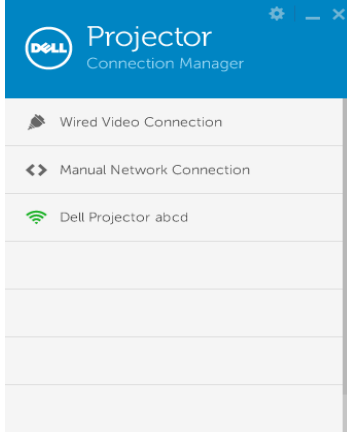 DELL
Projector
Connection Manager
Wired Video Connection
Manual Network Connection
Dell Projector abcd